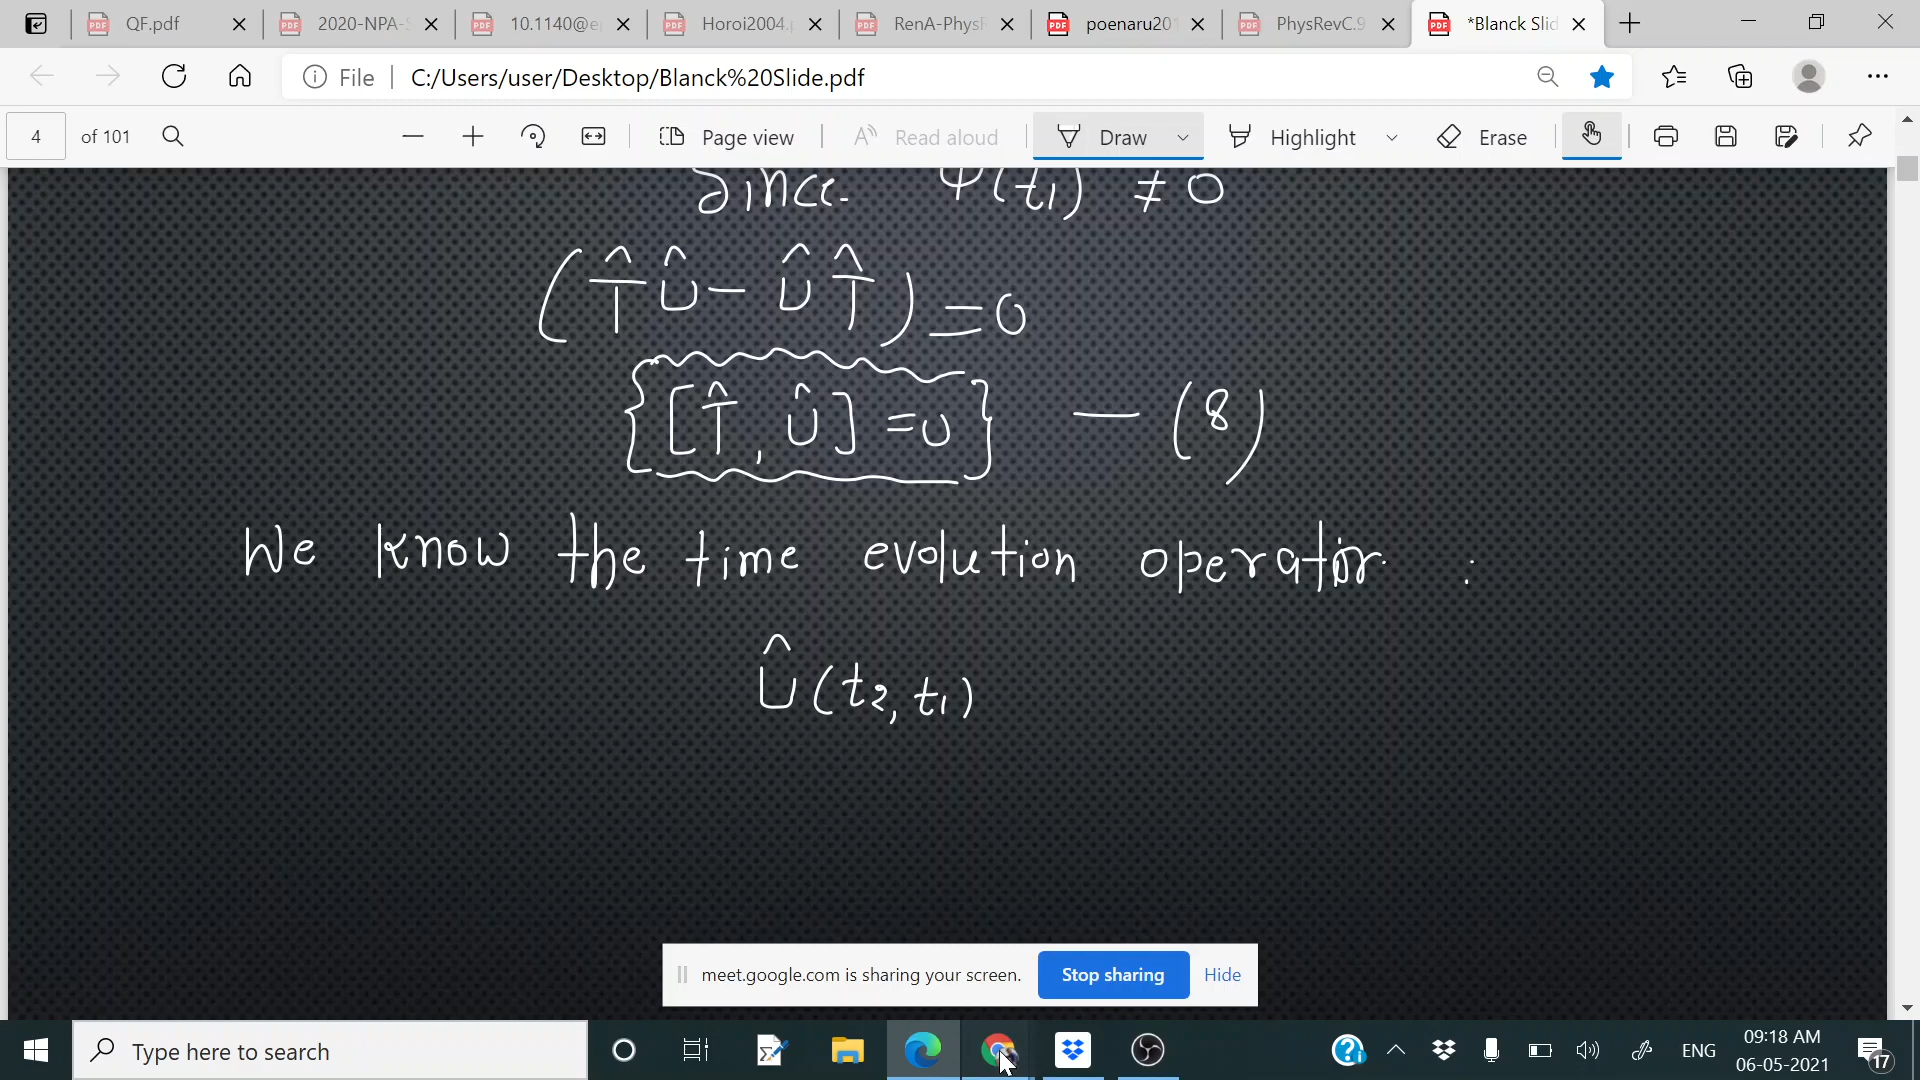 QF.pdf 2020-NPA-S 10.1140@e Horoi2004. RenA-PhysR poenaru201 PhysRevC.9 *Blanck Slid
File C:/Users/user/Desktop/Blanck%20Slide.pdf
4 of 101 Page view Read aloud Draw Highlight Erase
Since Ψ(t₁) ≠ 0
(T̂ Û - Û T̂) = 0
{[T̂, Û] = 0} — (8)
We know the time evolution operator :
Û(t₂, t₁)
meet.google.com is sharing your screen. Stop sharing Hide
Type here to search
ENG
09:18 AM
06-05-2021
17